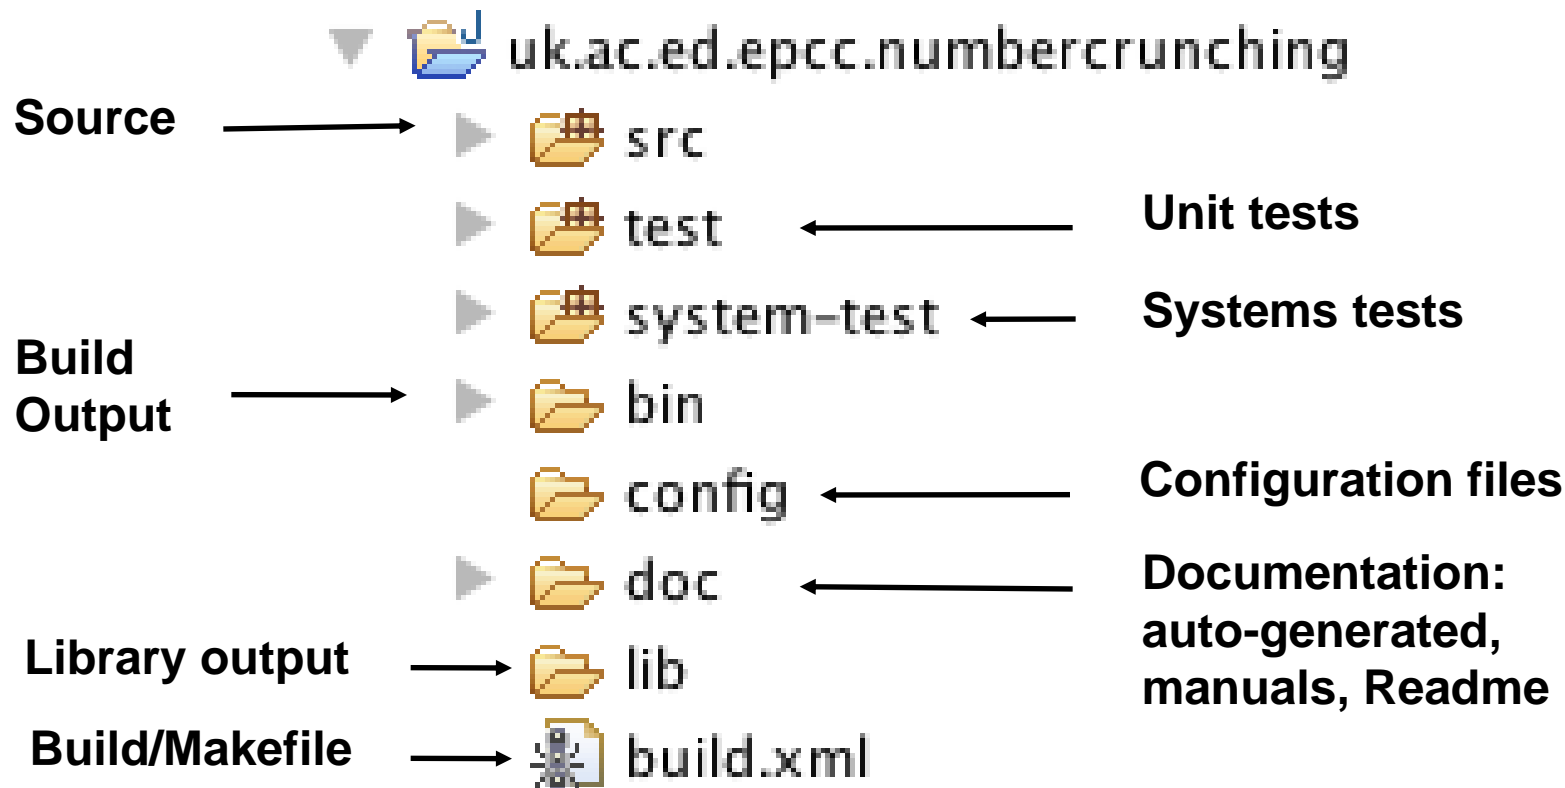 uk.ac.ed.epcc.numbercrunching
Source
src
test
Unit tests
system-test
Systems tests
Build
Output
bin
config
Configuration files
doc
Documentation:
auto-generated,
manuals, Readme
Library output
lib
Build/Makefile
build.xml